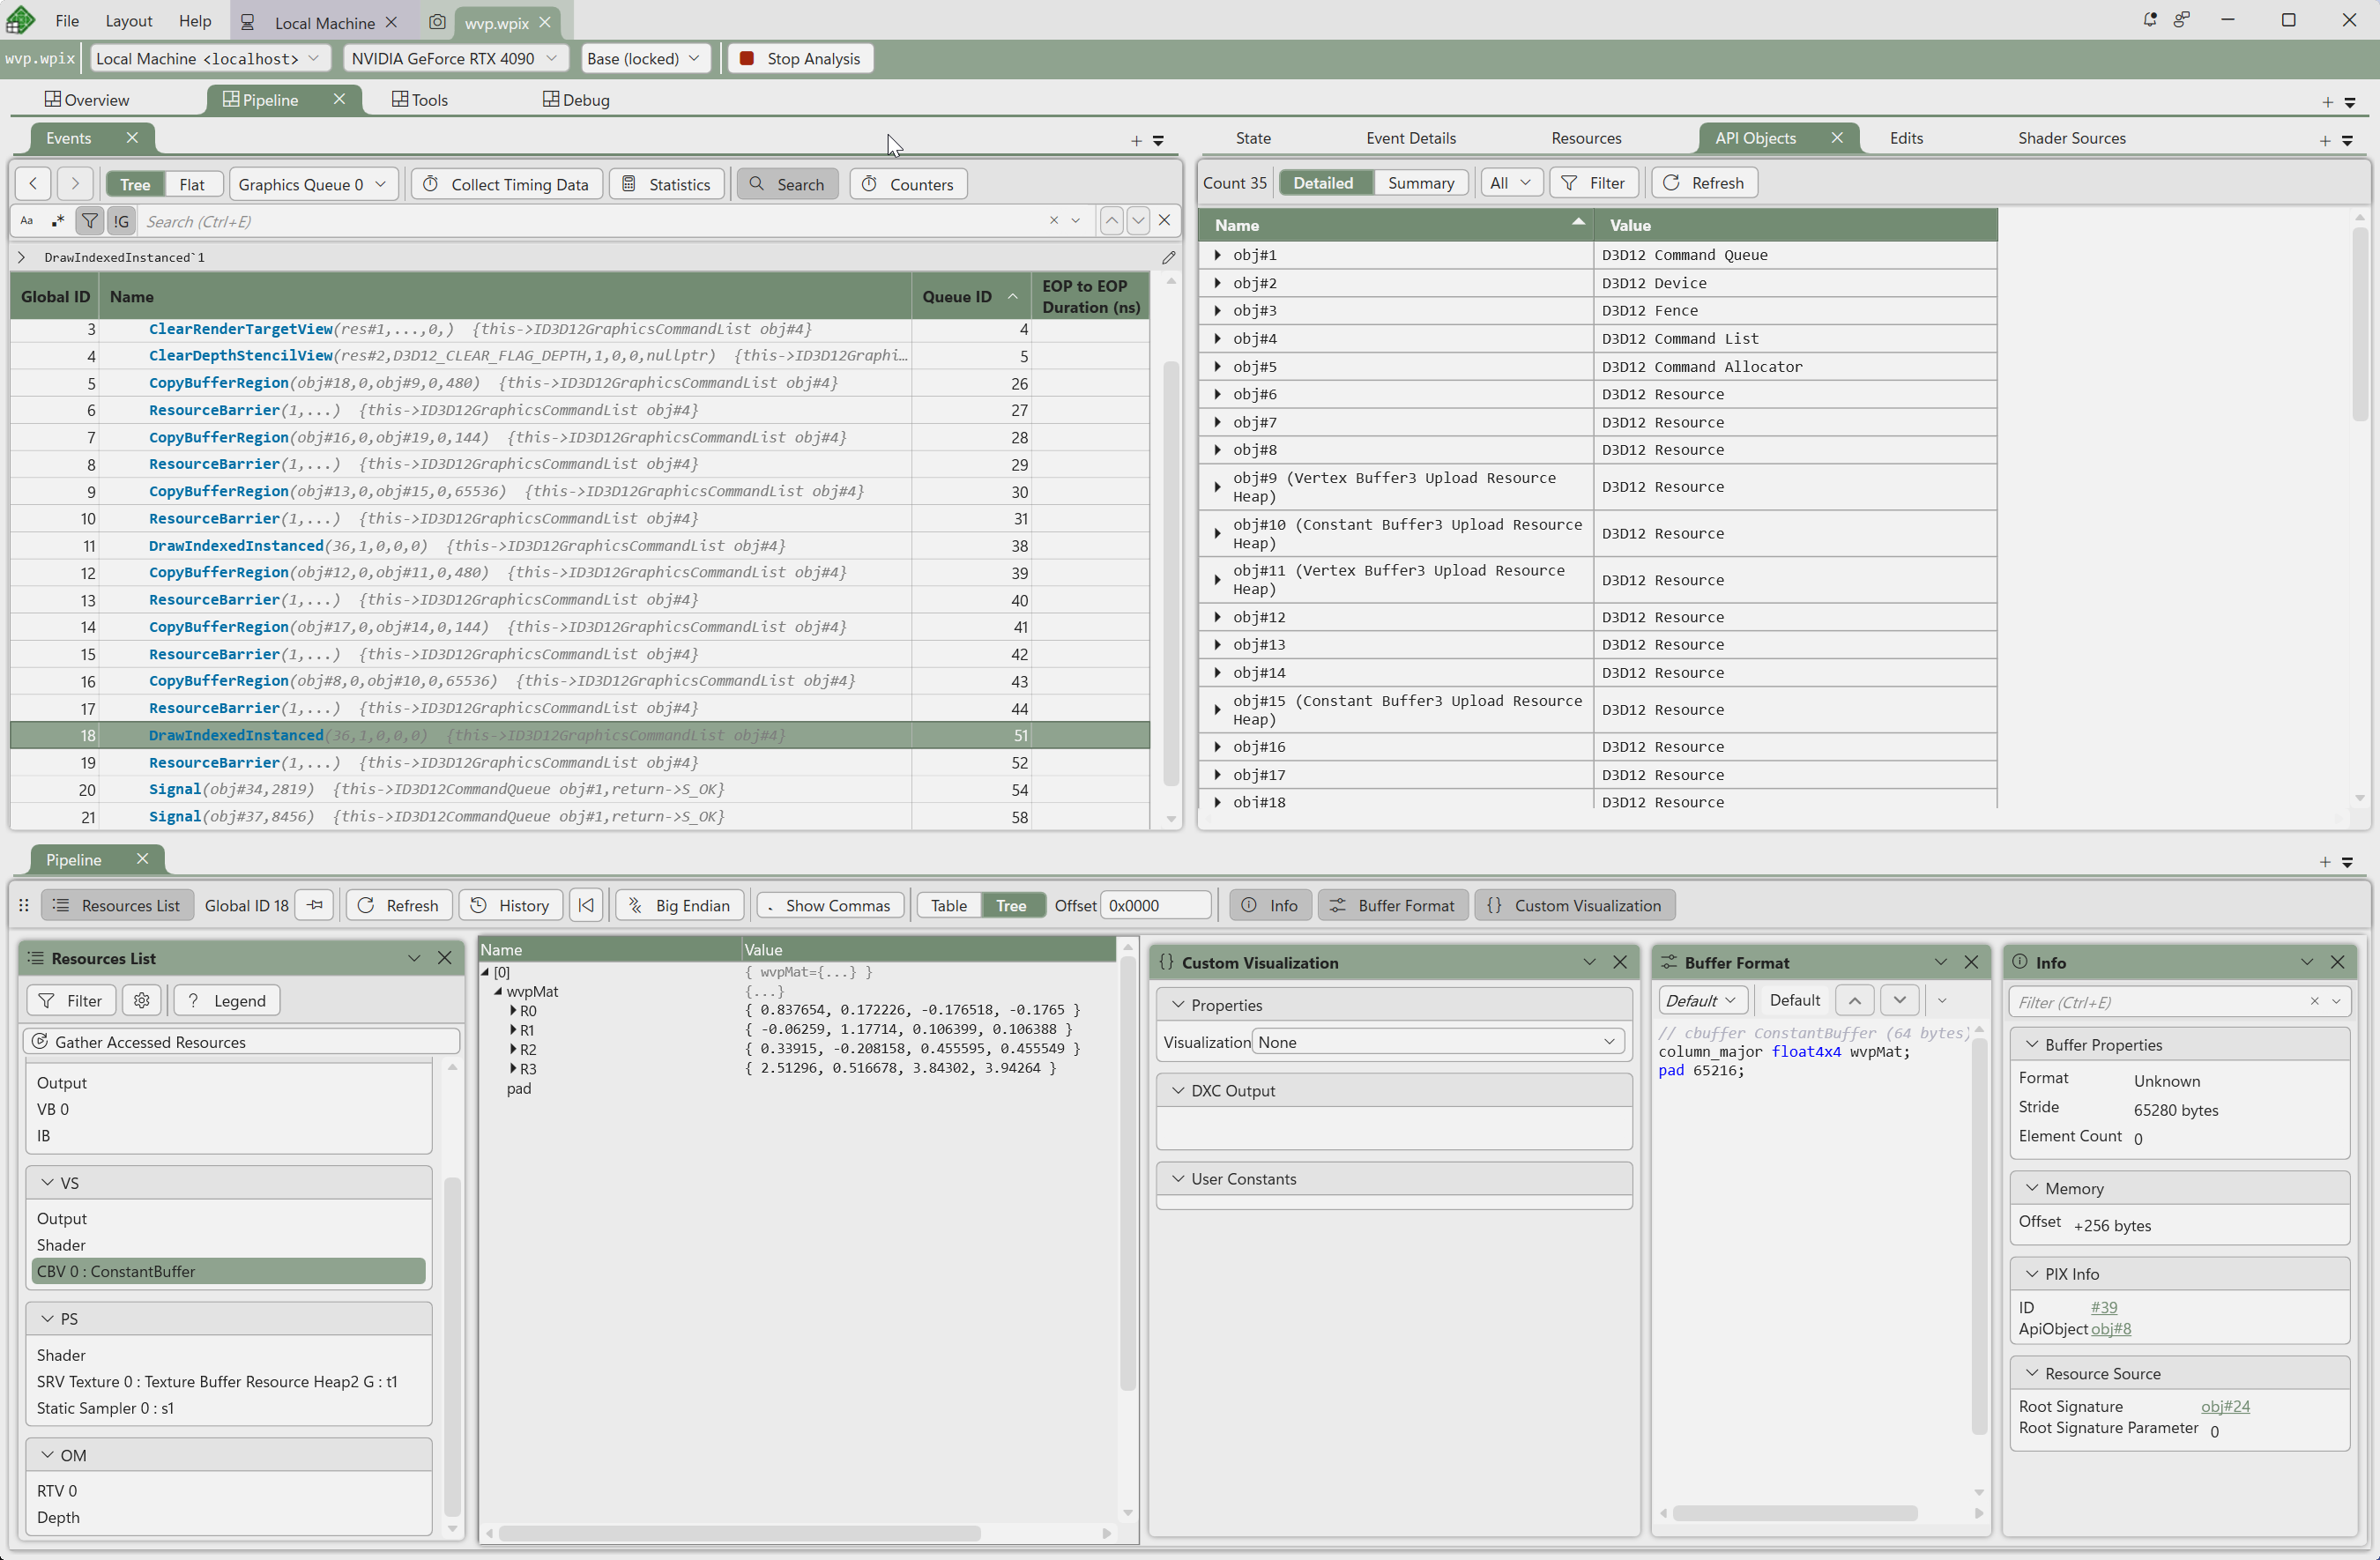 File Layout Help Local Machine wvp.wpix
wvp.wpix Local Machine <localhost> NVIDIA GeForce RTX 4090 Base (locked) Stop Analysis
Overview Pipeline Tools Debug
Events
Tree Flat Graphics Queue 0 Collect Timing Data Statistics Search Counters
Aa .* !G Search (Ctrl+E)
DrawIndexedInstanced`1
Global ID Name Queue ID EOP to EOP
Duration (ns)
3 ClearRenderTargetView(res#1,...,0,) {this->ID3D12GraphicsCommandList obj#4} 4
4 ClearDepthStencilView(res#2,D3D12_CLEAR_FLAG_DEPTH,1,0,0,nullptr) {this->ID3D12Graphi... 5
5 CopyBufferRegion(obj#18,0,obj#9,0,480) {this->ID3D12GraphicsCommandList obj#4} 26
6 ResourceBarrier(1,...) {this->ID3D12GraphicsCommandList obj#4} 27
7 CopyBufferRegion(obj#16,0,obj#19,0,144) {this->ID3D12GraphicsCommandList obj#4} 28
8 ResourceBarrier(1,...) {this->ID3D12GraphicsCommandList obj#4} 29
9 CopyBufferRegion(obj#13,0,obj#15,0,65536) {this->ID3D12GraphicsCommandList obj#4} 30
10 ResourceBarrier(1,...) {this->ID3D12GraphicsCommandList obj#4} 31
11 DrawIndexedInstanced(36,1,0,0,0) {this->ID3D12GraphicsCommandList obj#4} 38
12 CopyBufferRegion(obj#12,0,obj#11,0,480) {this->ID3D12GraphicsCommandList obj#4} 39
13 ResourceBarrier(1,...) {this->ID3D12GraphicsCommandList obj#4} 40
14 CopyBufferRegion(obj#17,0,obj#14,0,144) {this->ID3D12GraphicsCommandList obj#4} 41
15 ResourceBarrier(1,...) {this->ID3D12GraphicsCommandList obj#4} 42
16 CopyBufferRegion(obj#8,0,obj#10,0,65536) {this->ID3D12GraphicsCommandList obj#4} 43
17 ResourceBarrier(1,...) {this->ID3D12GraphicsCommandList obj#4} 44
18 DrawIndexedInstanced(36,1,0,0,0) {this->ID3D12GraphicsCommandList obj#4} 51
19 ResourceBarrier(1,...) {this->ID3D12GraphicsCommandList obj#4} 52
20 Signal(obj#34,2819) {this->ID3D12CommandQueue obj#1,return->S_OK} 54
21 Signal(obj#37,8456) {this->ID3D12CommandQueue obj#1,return->S_OK} 58
State Event Details Resources API Objects Edits Shader Sources
Count 35 Detailed Summary All Filter Refresh
Name Value
obj#1 D3D12 Command Queue
obj#2 D3D12 Device
obj#3 D3D12 Fence
obj#4 D3D12 Command List
obj#5 D3D12 Command Allocator
obj#6 D3D12 Resource
obj#7 D3D12 Resource
obj#8 D3D12 Resource
obj#9 (Vertex Buffer3 Upload Resource
Heap) D3D12 Resource
obj#10 (Constant Buffer3 Upload Resource
Heap) D3D12 Resource
obj#11 (Vertex Buffer3 Upload Resource
Heap) D3D12 Resource
obj#12 D3D12 Resource
obj#13 D3D12 Resource
obj#14 D3D12 Resource
obj#15 (Constant Buffer3 Upload Resource
Heap) D3D12 Resource
obj#16 D3D12 Resource
obj#17 D3D12 Resource
obj#18 D3D12 Resource
Pipeline
Resources List Global ID 18 Refresh History Big Endian Show Commas Table Tree Offset 0x0000 Info Buffer Format Custom Visualization
Resources List
Filter ? Legend
Gather Accessed Resources
Output
VB 0
IB
VS
Output
Shader
CBV 0 : ConstantBuffer
PS
Shader
SRV Texture 0 : Texture Buffer Resource Heap2 G : t1
Static Sampler 0 : s1
OM
RTV 0
Depth
Name Value
[0] { wvpMat={...} }
wvpMat {...}
R0 { 0.837654, 0.172226, -0.176518, -0.1765 }
R1 { -0.06259, 1.17714, 0.106399, 0.106388 }
R2 { 0.33915, -0.208158, 0.455595, 0.455549 }
R3 { 2.51296, 0.516678, 3.84302, 3.94264 }
pad
{} Custom Visualization
Properties
Visualization None
DXC Output
User Constants
Buffer Format
Default Default
// cbuffer ConstantBuffer (64 bytes)
column_major float4x4 wvpMat;
pad 65216;
Info
Filter (Ctrl+E)
Buffer Properties
Format Unknown
Stride 65280 bytes
Element Count 0
Memory
Offset +256 bytes
PIX Info
ID #39
ApiObject obj#8
Resource Source
Root Signature obj#24
Root Signature Parameter 0